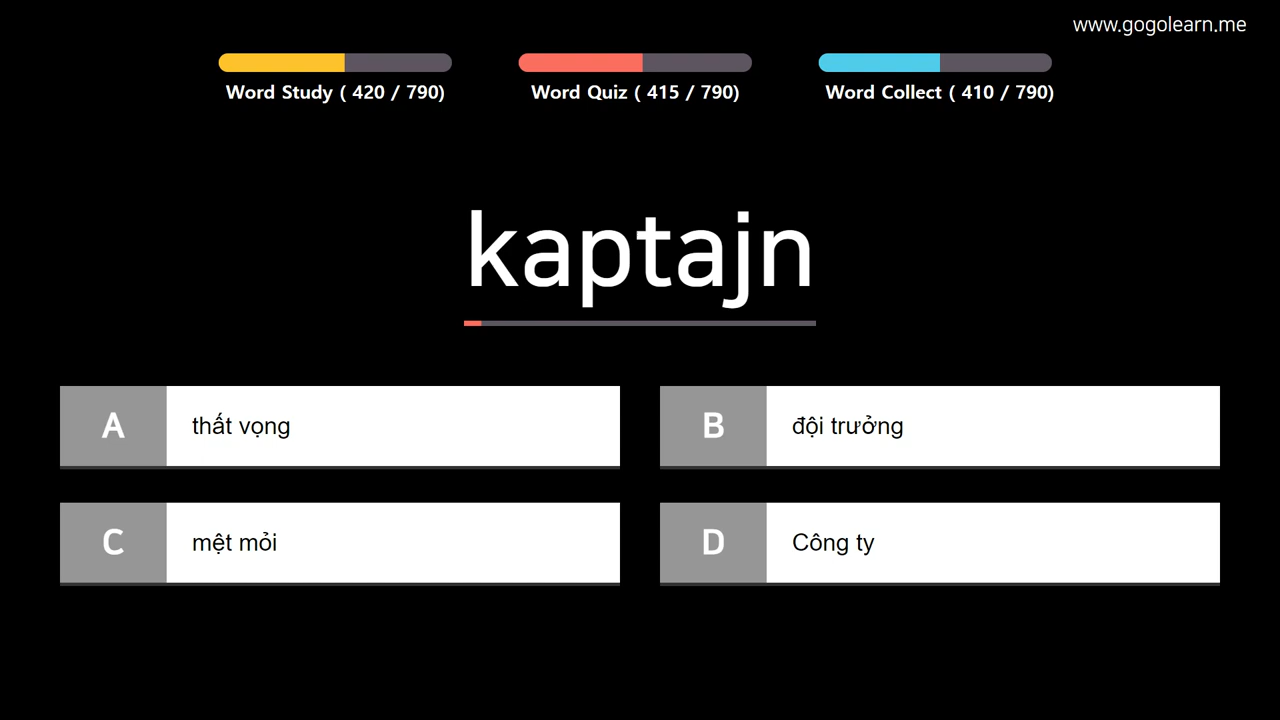 www.gogolearn.me
Word Study ( 420 / 790)
Word Quiz ( 415 / 790)
Word Collect ( 410 / 790)
kaptajn
A
thất vọng
B
đội trưởng
C
mệt mỏi
D
Công ty